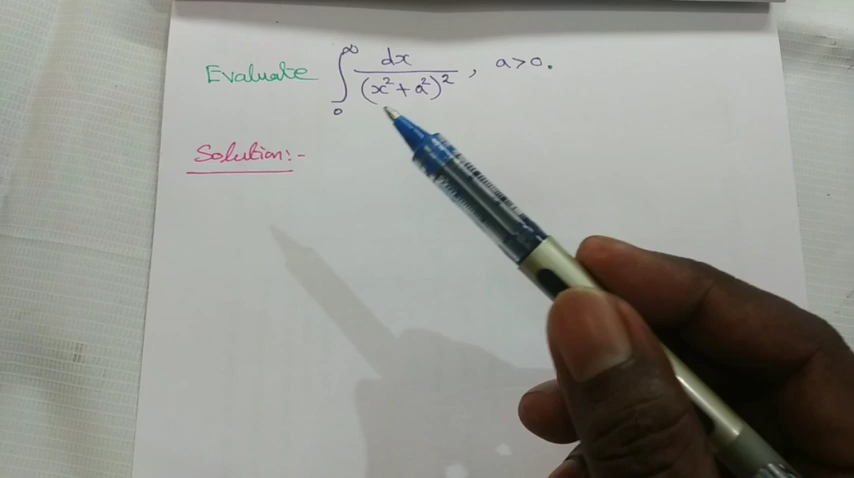 Evaluate ∫₀^∞ dx/(x²+a²)², a>0.
Solution:-